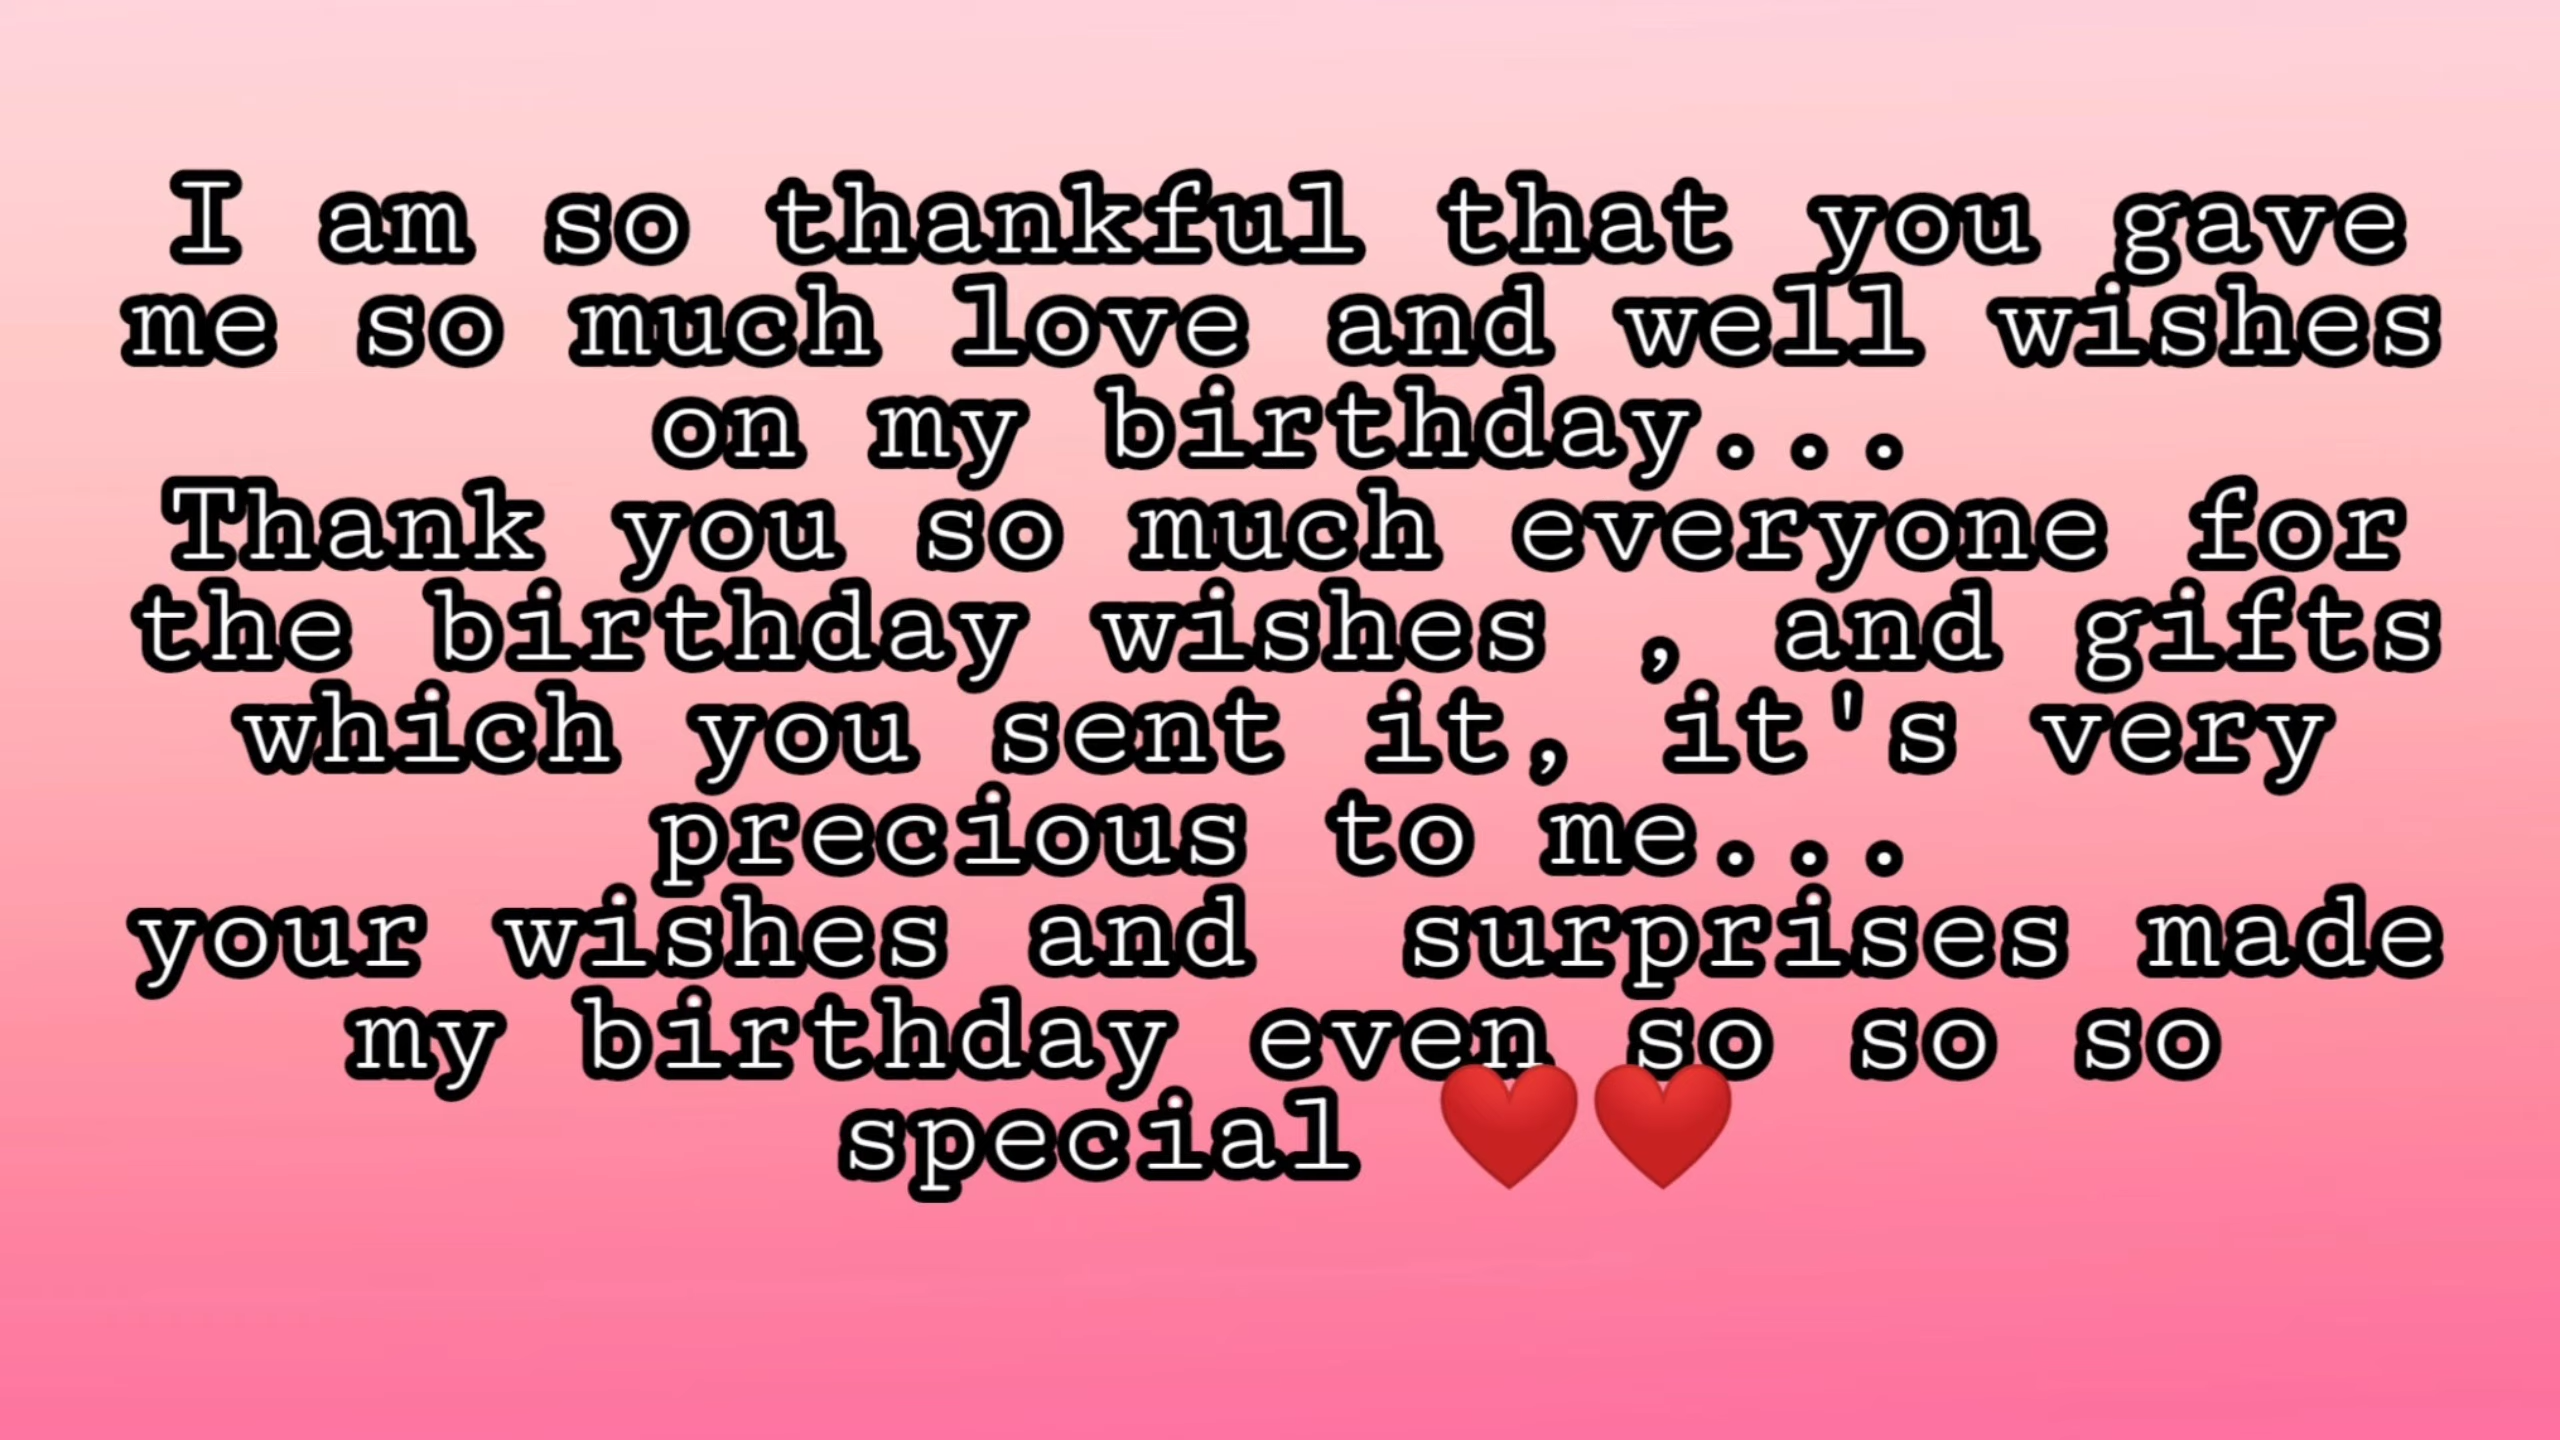 I am so thankful that you gave
me so much love and well wishes
on my birthday...
Thank you so much everyone for
the birthday wishes , and gifts
which you sent it, it's very
precious to me...
your wishes and  surprises made
my birthday even so so so
special ❤️❤️